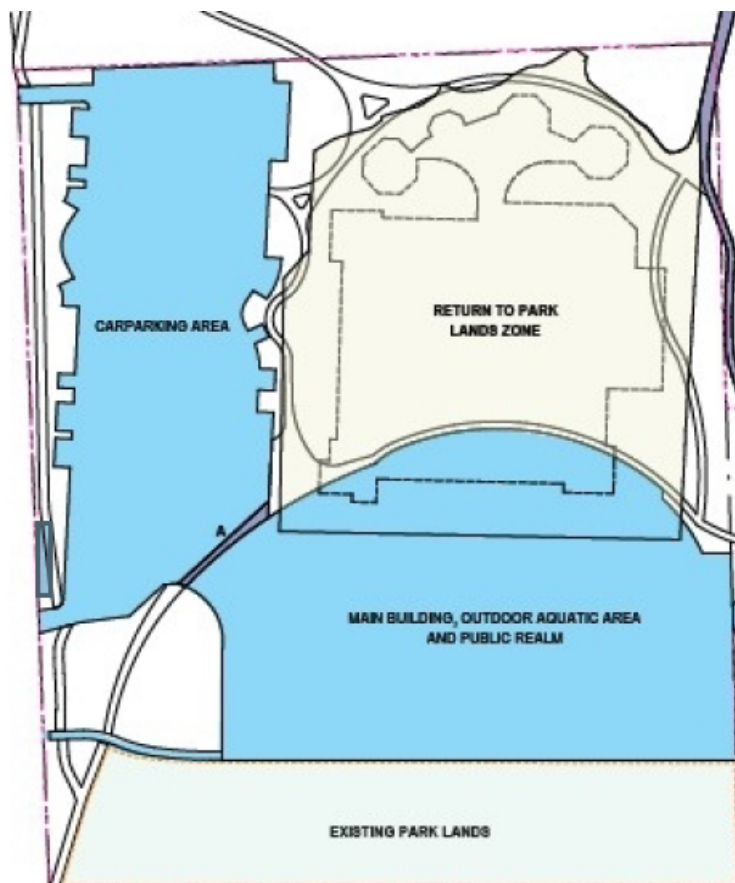 RETURN TO PARK
LANDS ZONE
CARPARKING AREA
A
MAIN BUILDING, OUTDOOR AQUATIC AREA
AND PUBLIC REALM
EXISTING PARK LANDS